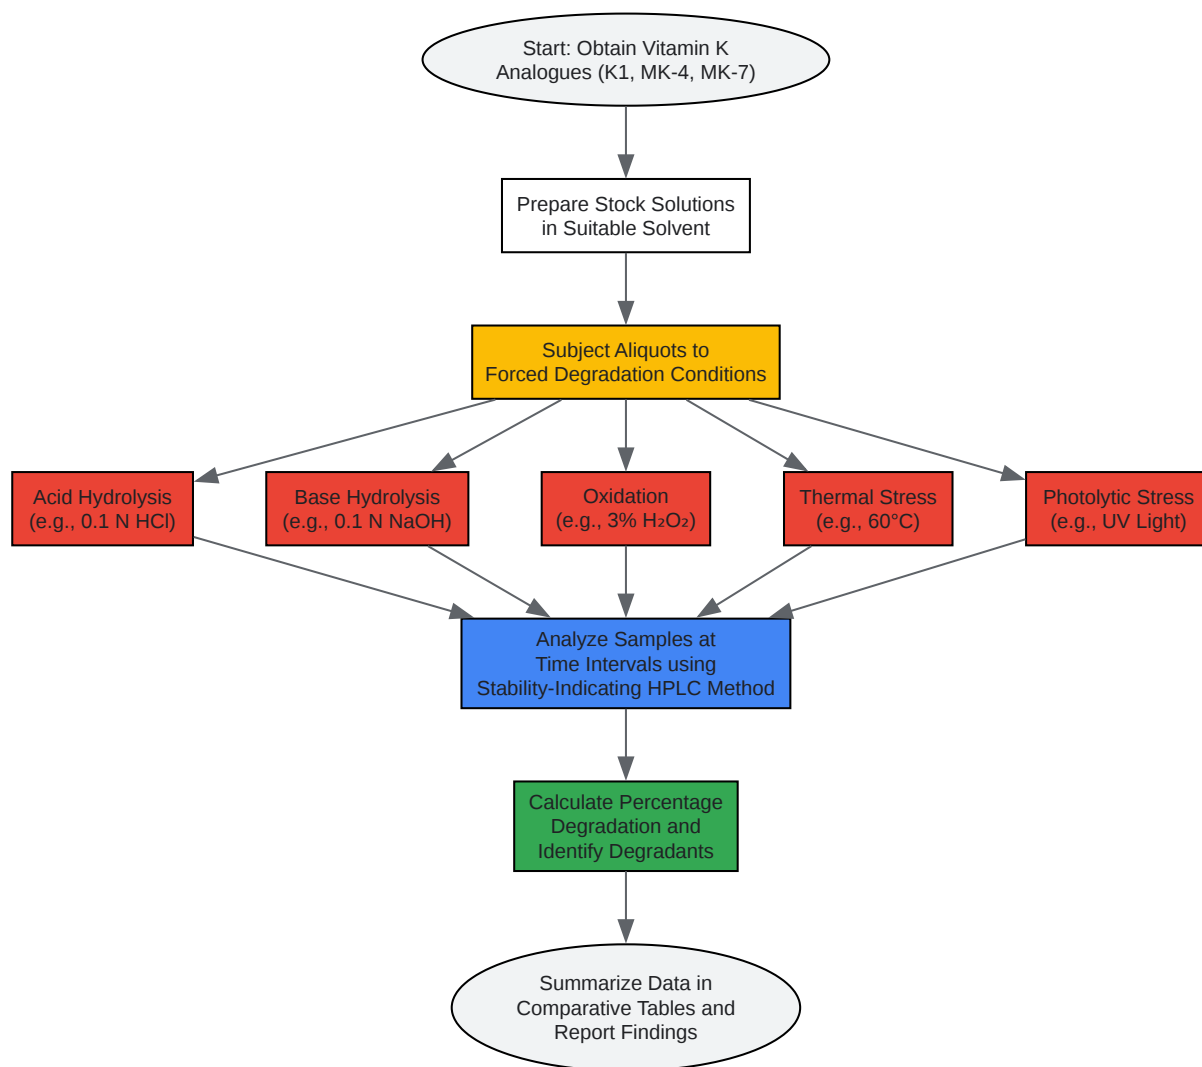 Start: Obtain Vitamin K
Analogues (K1, MK-4, MK-7)
Prepare Stock Solutions
in Suitable Solvent
Subject Aliquots to
Forced Degradation Conditions
Acid Hydrolysis
(e.g., 0.1 N HCl)
Base Hydrolysis
(e.g., 0.1 N NaOH)
Oxidation
(e.g., 3% H₂O₂)
Thermal Stress
(e.g., 60°C)
Photolytic Stress
(e.g., UV Light)
Analyze Samples at
Time Intervals using
Stability-Indicating HPLC Method
Calculate Percentage
Degradation and
Identify Degradants
Summarize Data in
Comparative Tables and
Report Findings